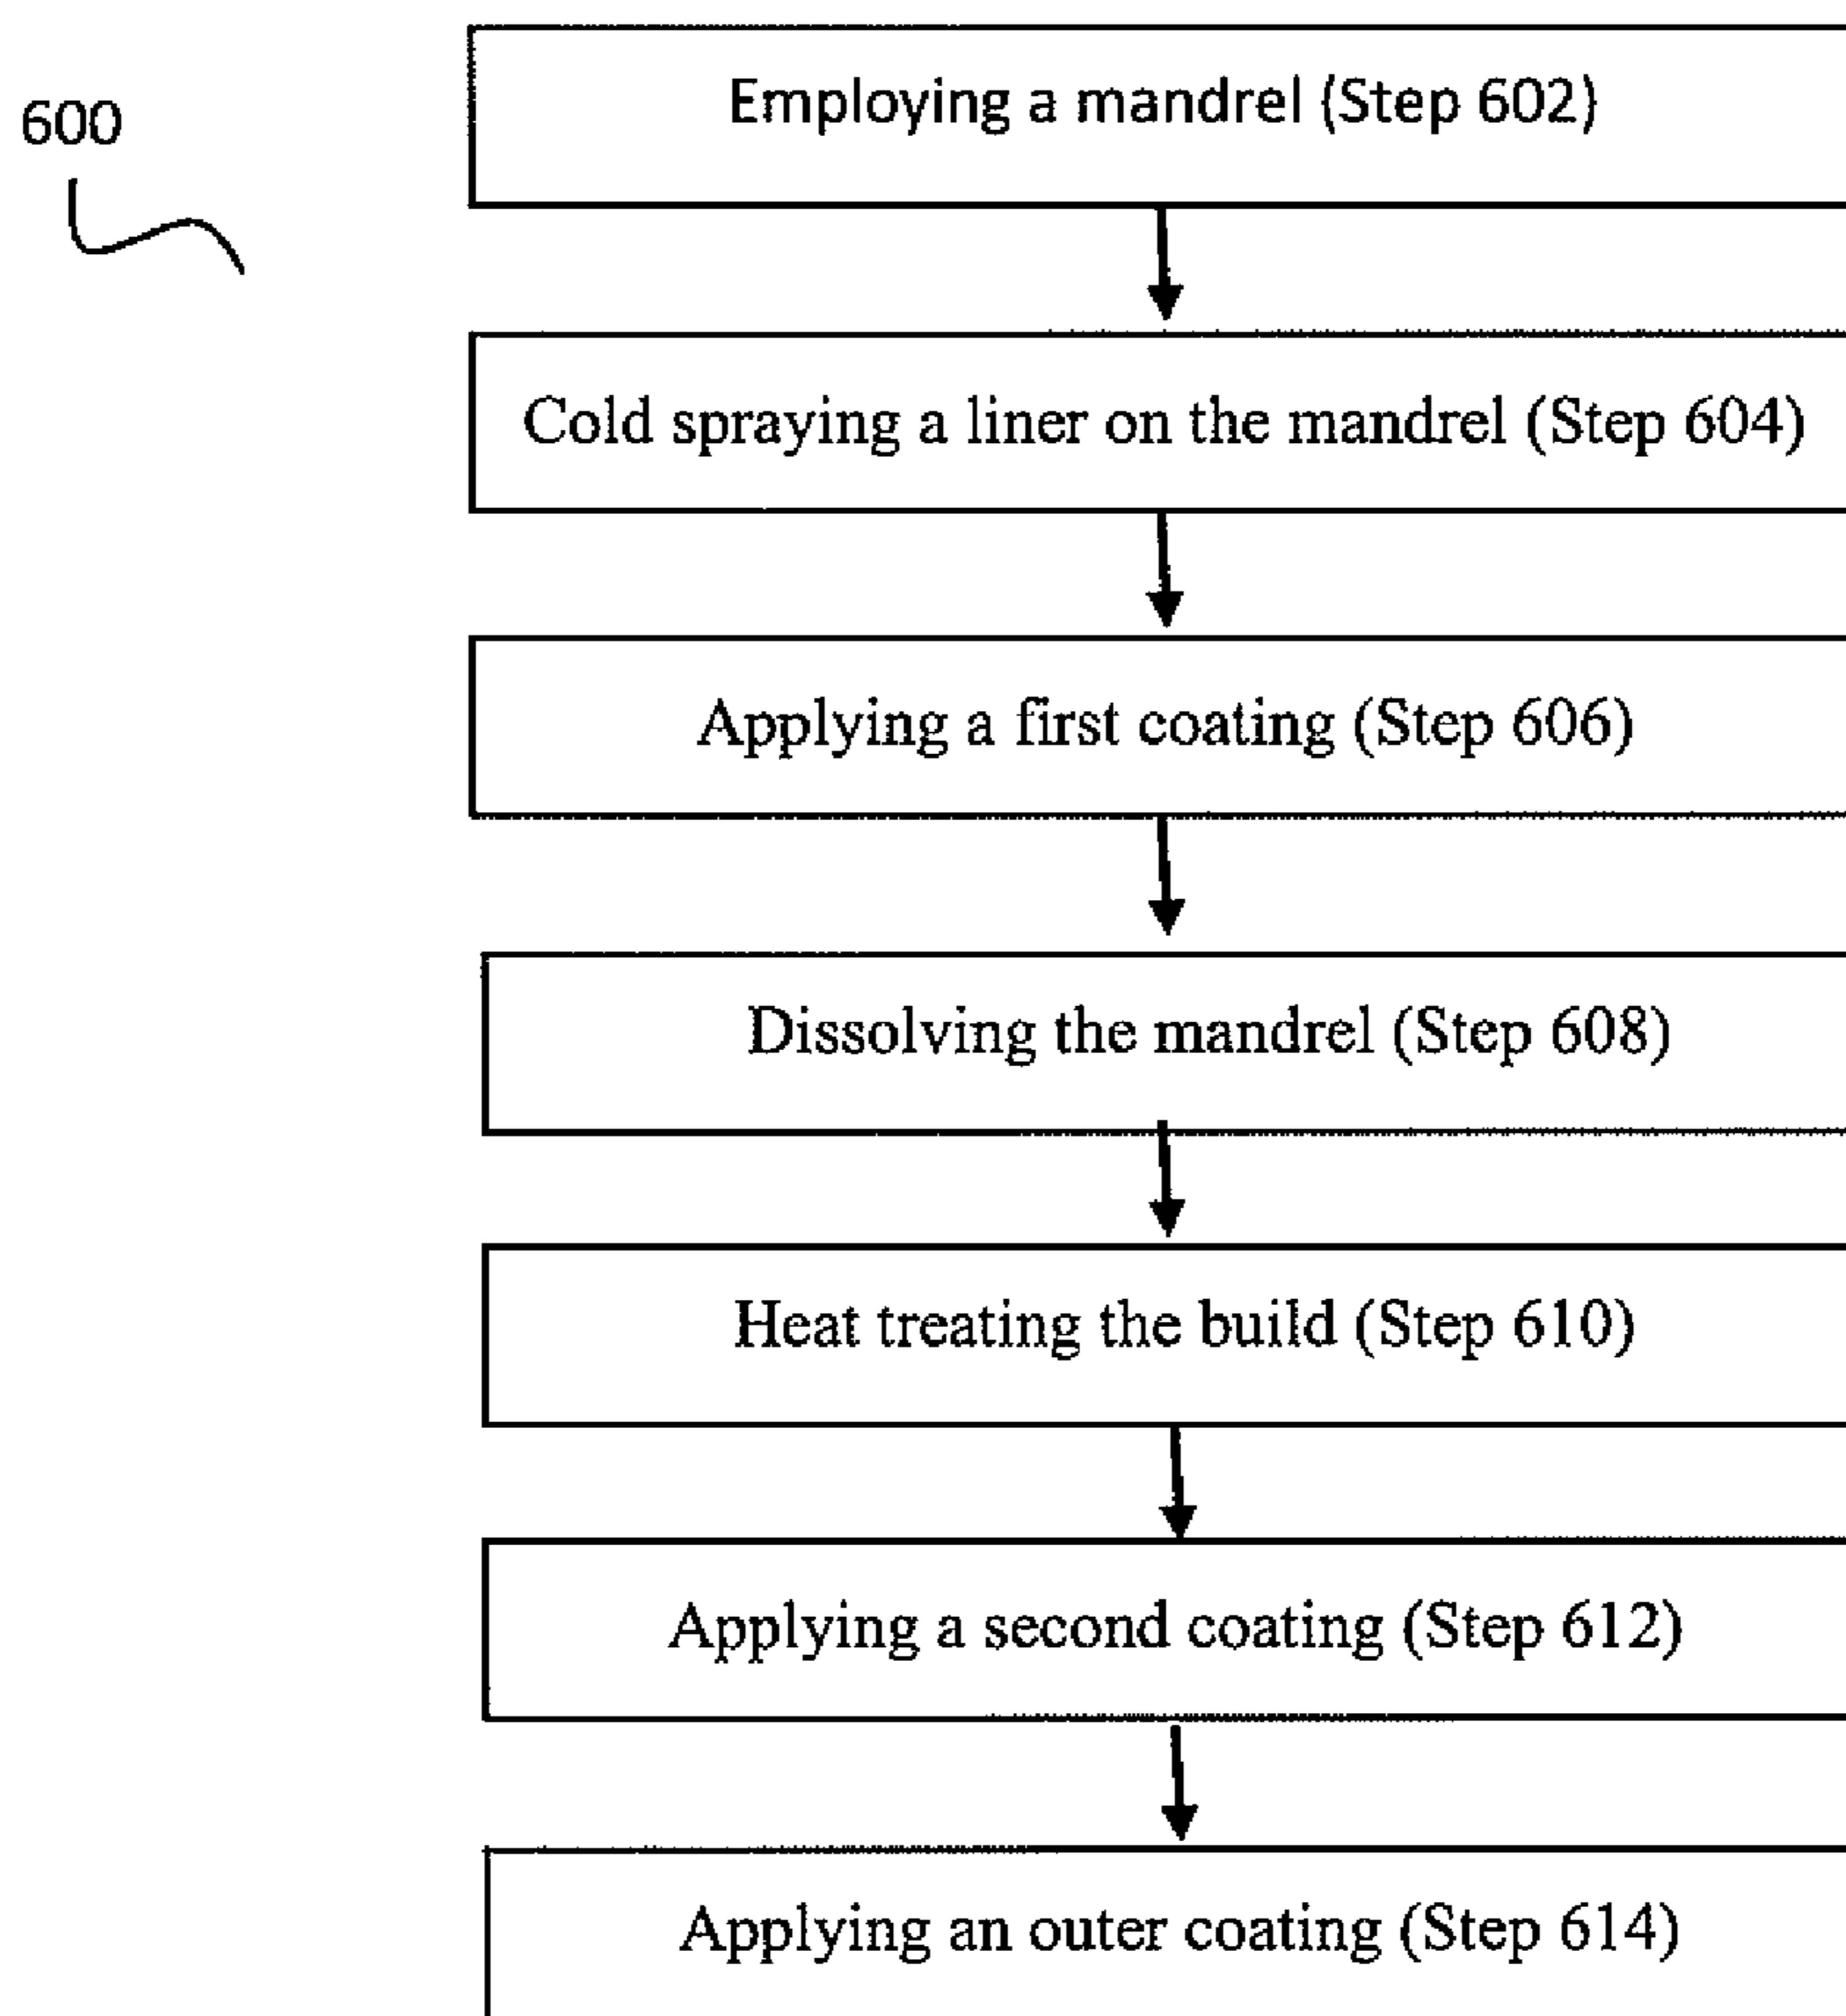 600
Employing a mandrel (Step 602)
Cold spraying a liner on the mandrel (Step 604)
Applying a first coating (Step 606)
Dissolving the mandrel (Step 608)
Heat treating the build (Step 610)
Applying a second coating (Step 612)
Applying an outer coating (Step 614)